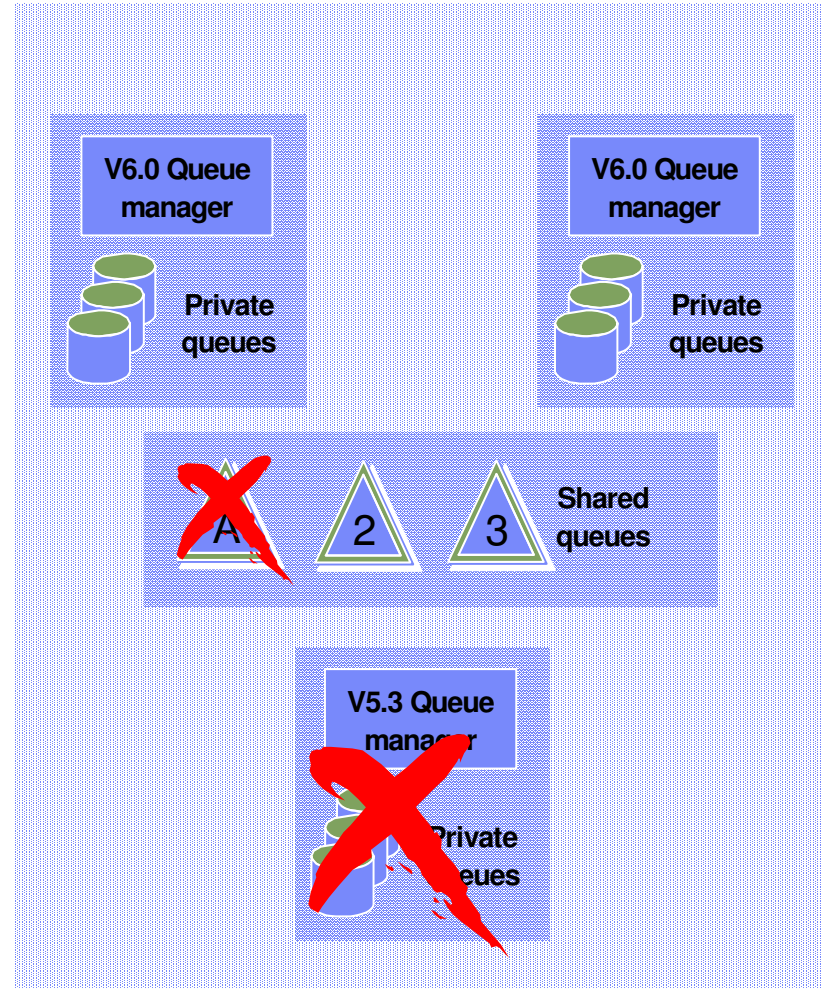 V6.0 Queue
manager
Private
queues
V6.0 Queue
manager
Private
queues
A
2
3
Shared
queues
V5.3 Queue
manager
Private